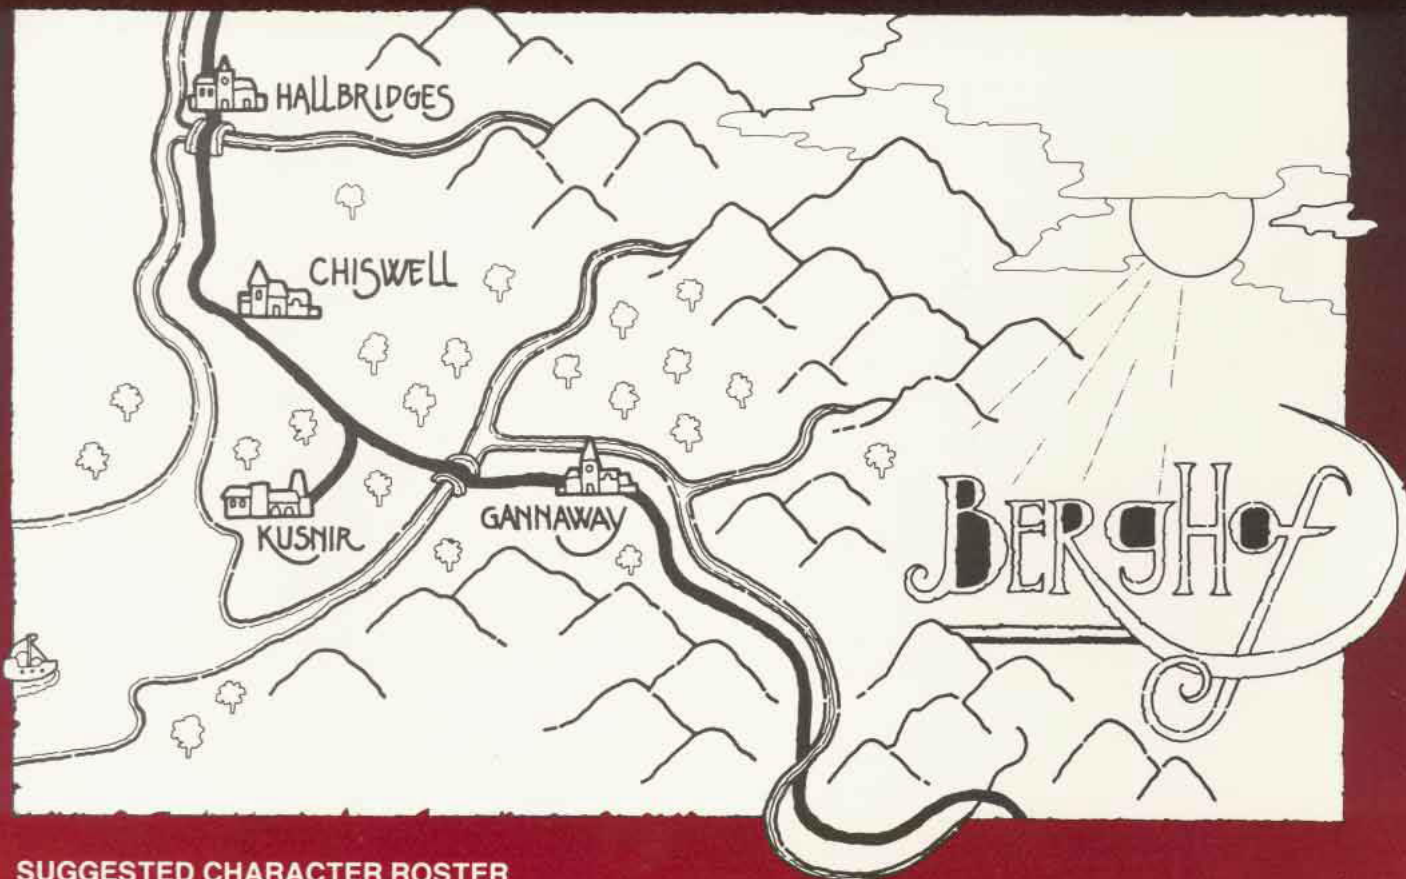 HALLBRIDGES
CHISWELL
KUSNIR
GANNAWAY
BERGHOF
SUGGESTED CHARACTER ROSTER